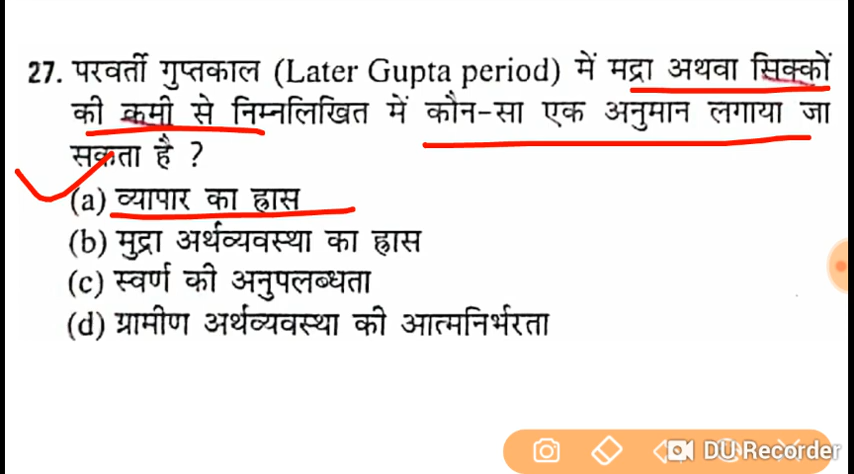 27. परवर्ती गुप्तकाल (Later Gupta period) में मद्रा अथवा सिक्कों
की कमी से निम्नलिखित में कौन-सा एक अनुमान लगाया जा
सकता है ?
(a) व्यापार का ह्रास
(b) मुद्रा अर्थव्यवस्था का ह्रास
(c) स्वर्ण की अनुपलब्धता
(d) ग्रामीण अर्थव्यवस्था की आत्मनिर्भरता
DU Recorder